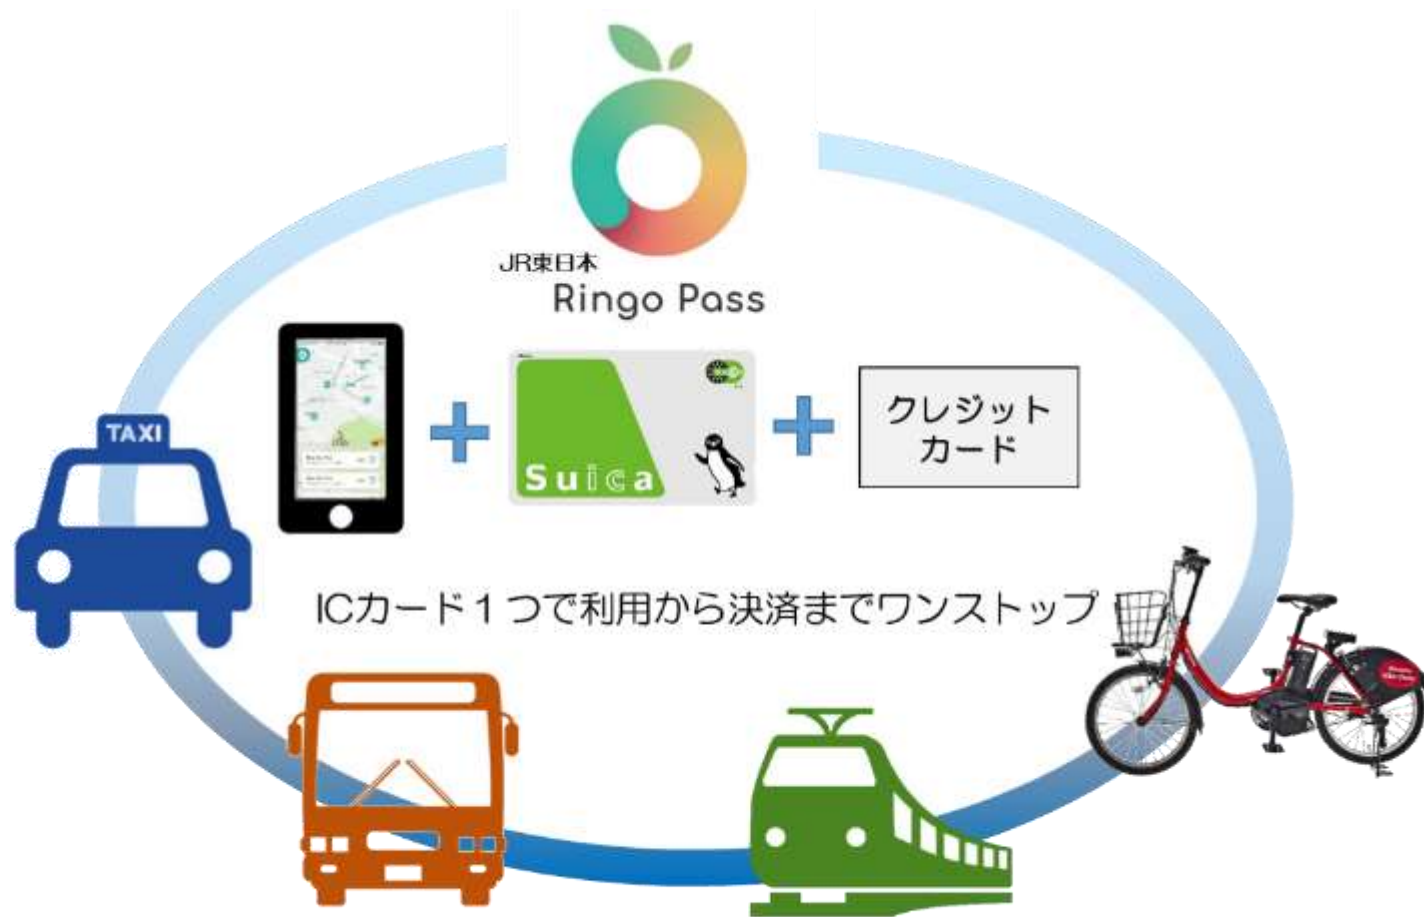 JR東日本
Ringo Pass
TAXI
Suica
クレジット
カード
ICカード1つで利用から決済までワンストップ